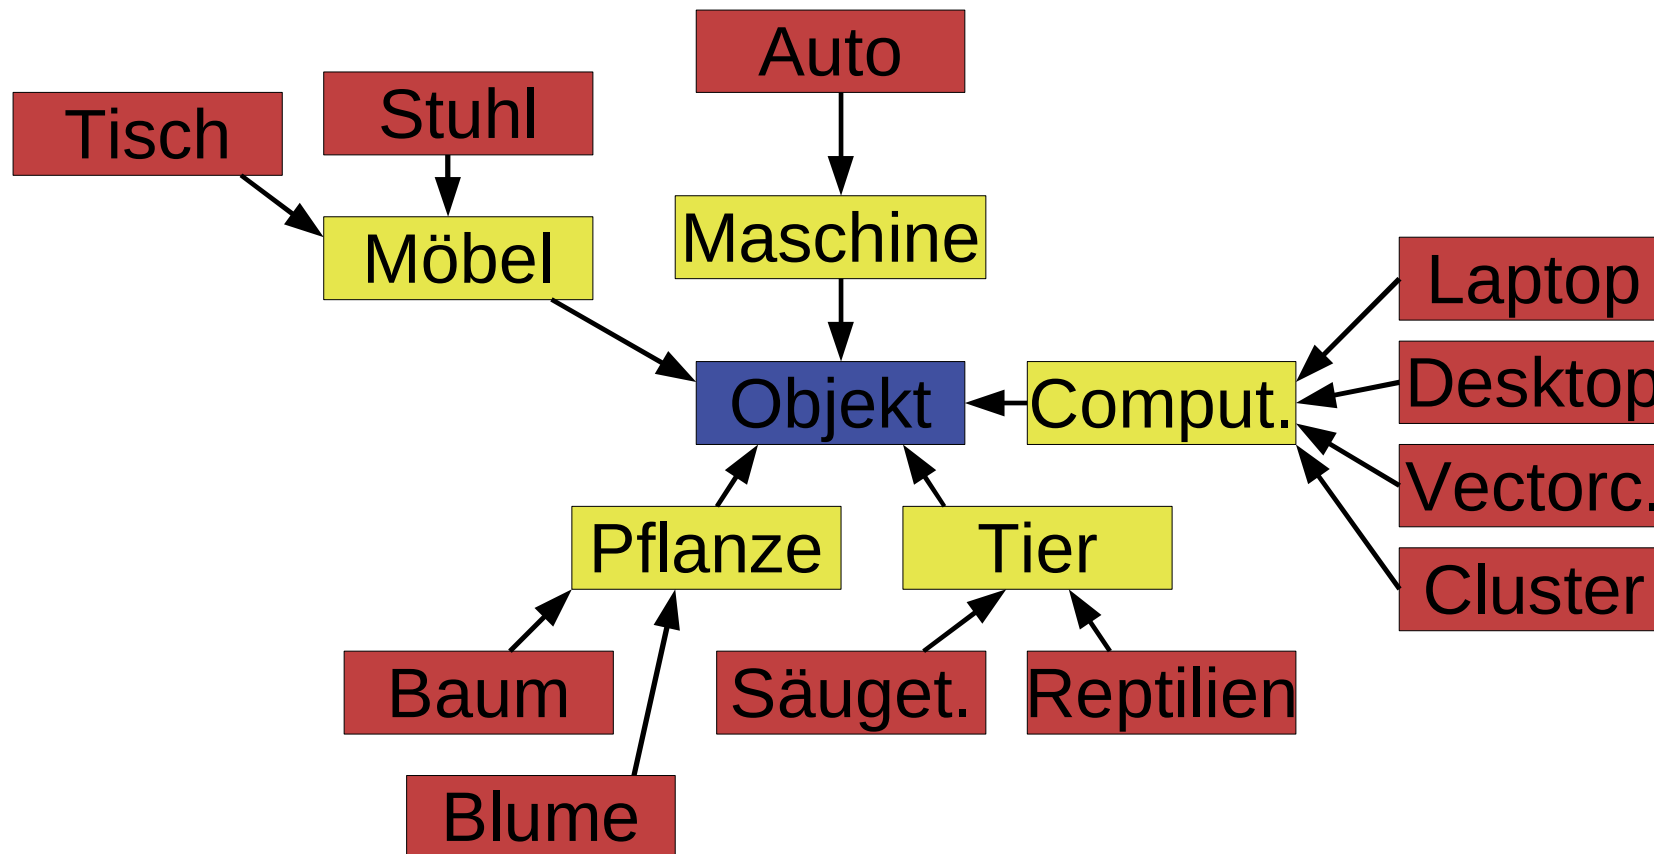 Auto
Tisch
Stuhl
Möbel
Maschine
Laptop
Objekt
Comput.
Desktop
Vectorc.
Pflanze
Tier
Cluster
Baum
Säuget.
Reptilien
Blume